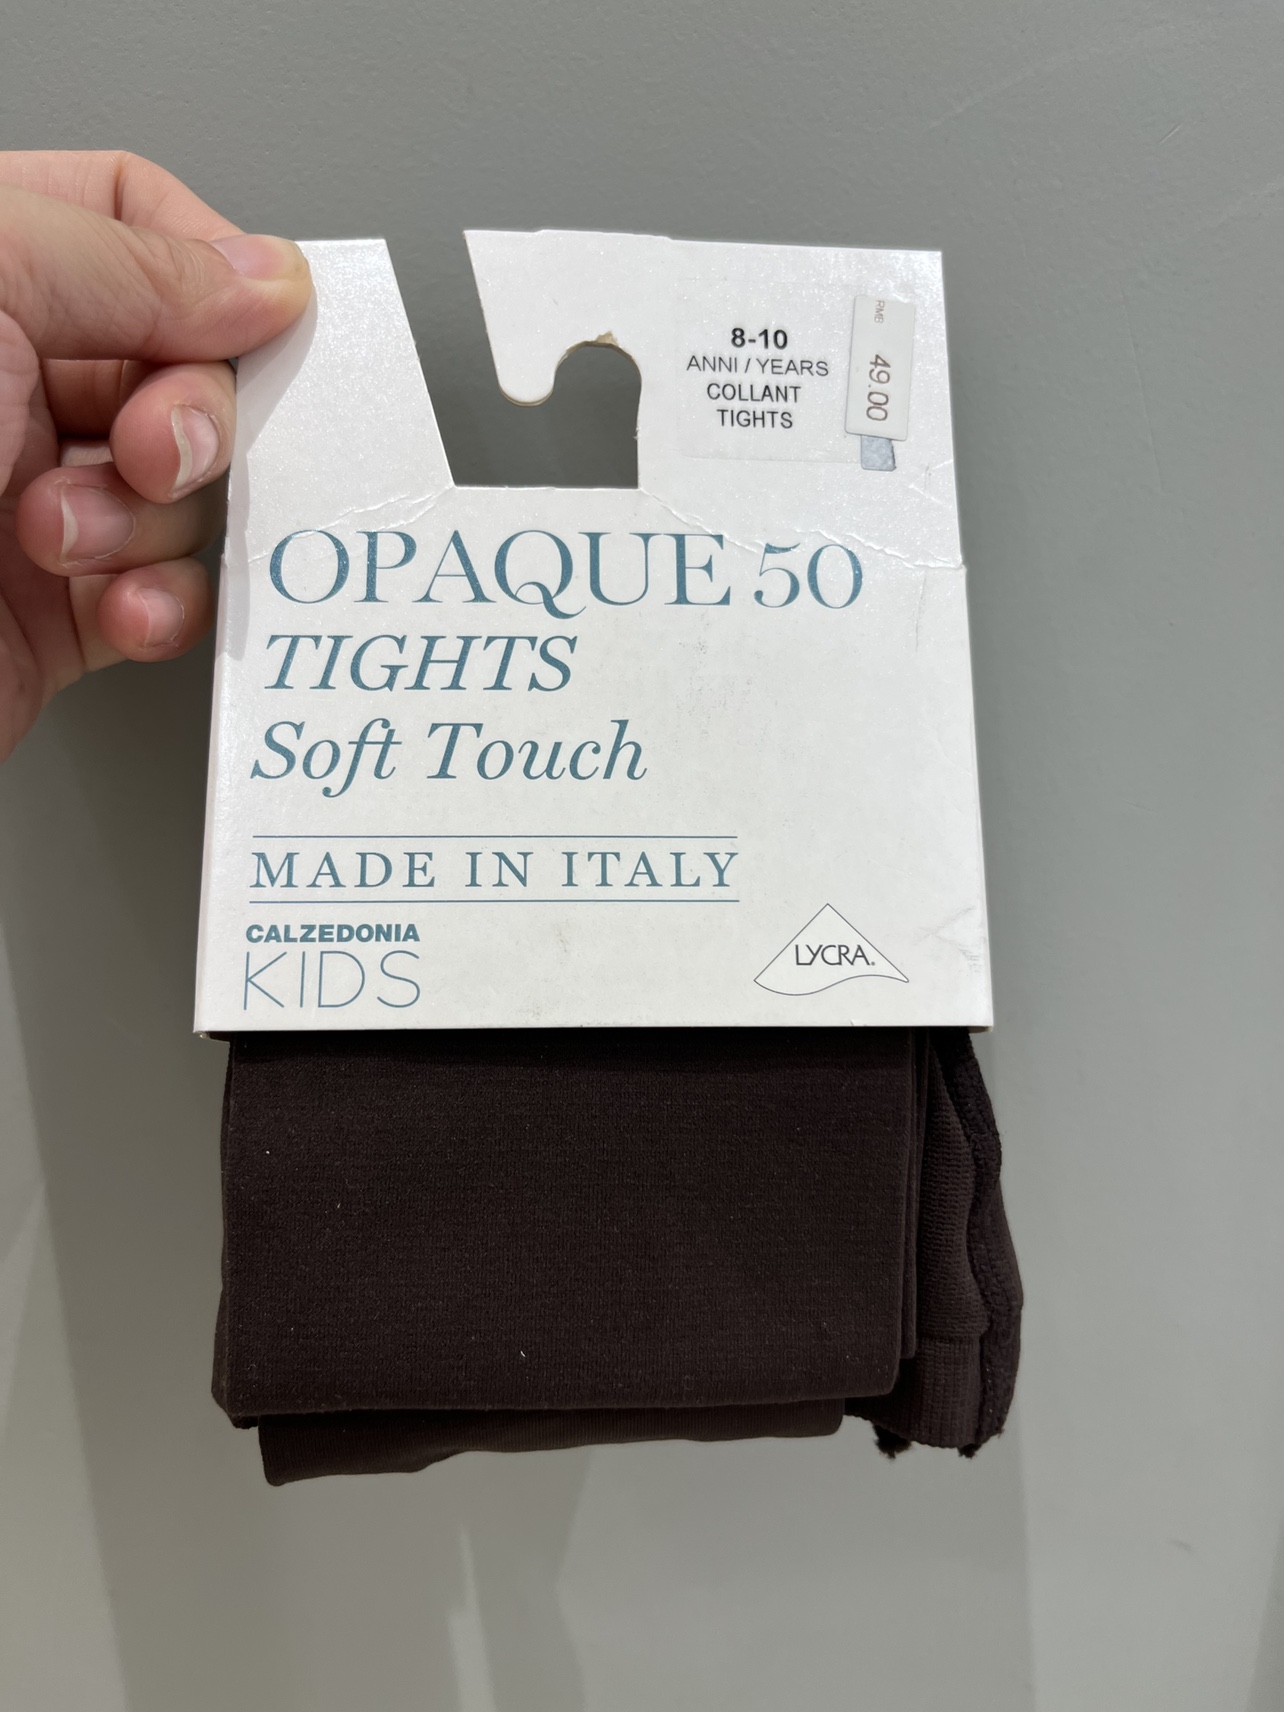 8-10
ANNI / YEARS
COLLANT
TIGHTS
RMB
49.00
OPAQUE 50
TIGHTS
Soft Touch
MADE IN ITALY
CALZEDONIA
KIDS
LYCRA®